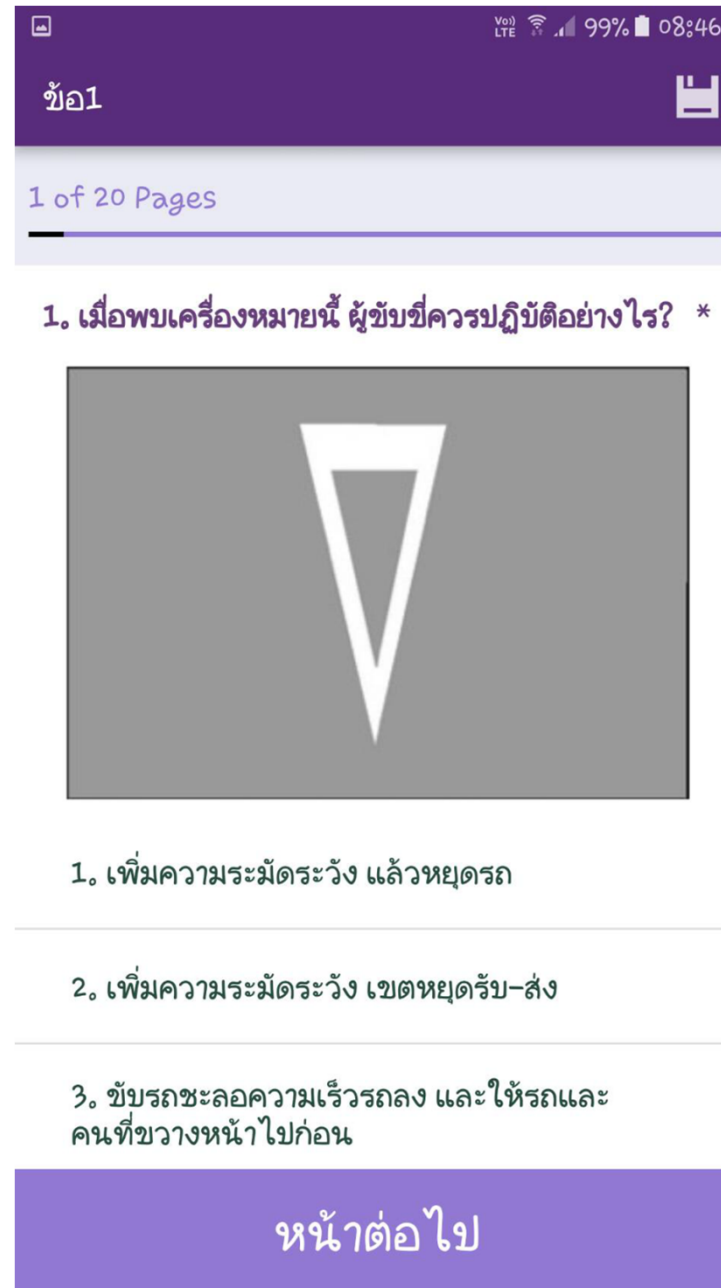 Vo)) LTE 99% 08:46
ข้อ1
1 of 20 Pages
1. เมื่อพบเครื่องหมายนี้ ผู้ขับขี่ควรปฏิบัติอย่างไร? *
1. เพิ่มความระมัดระวัง แล้วหยุดรถ
2. เพิ่มความระมัดระวัง เขตหยุดรับ-ส่ง
3. ขับรถชะลอความเร็วรถลง และให้รถและ
คนที่ขวางหน้าไปก่อน
หน้าต่อไป